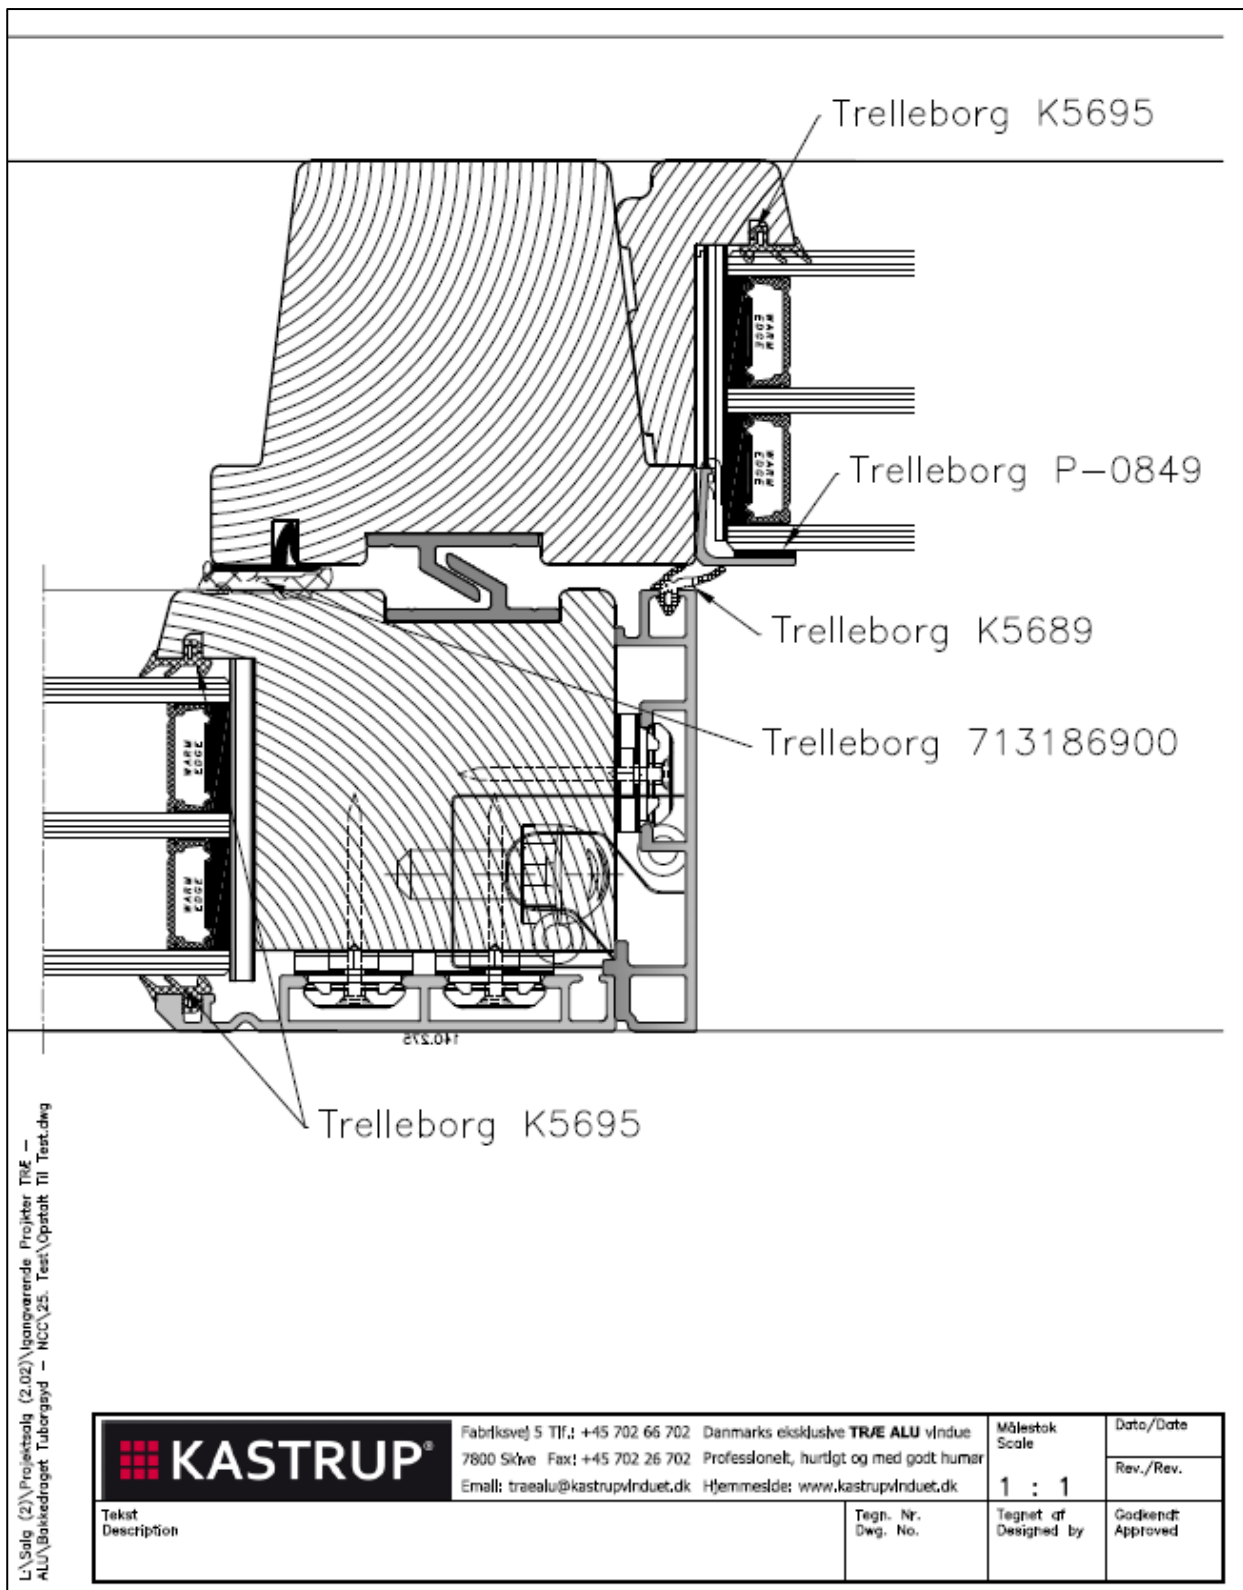 Trelleborg K5695
WARM
EDGE
WARM
EDGE
Trelleborg P-0849
Trelleborg K5689
Trelleborg 713186900
WARM
EDGE
WARM
EDGE
140.275
Trelleborg K5695
L:\Salg (2)\Projektsalg (2.02)\Igangværende Projkter TRÆ -
ALU\Bakkedraget Tuborgsyd - NCC\25. Test\Opstalt Til Test.dwg
KASTRUP®
Fabriksvej 5 Tlf.: +45 702 66 702 Danmarks eksklusive TRÆ ALU vindue
7800 Skive Fax: +45 702 26 702 Professionelt, hurtigt og med godt humør
Email: traealu@kastrupvinduet.dk Hjemmeside: www.kastrupvinduet.dk
Målestok
Scale
1 : 1
Dato/Date
Rev./Rev.
Tekst
Description
Tegn. Nr.
Dwg. No.
Tegnet af
Designed by
Godkendt
Approved